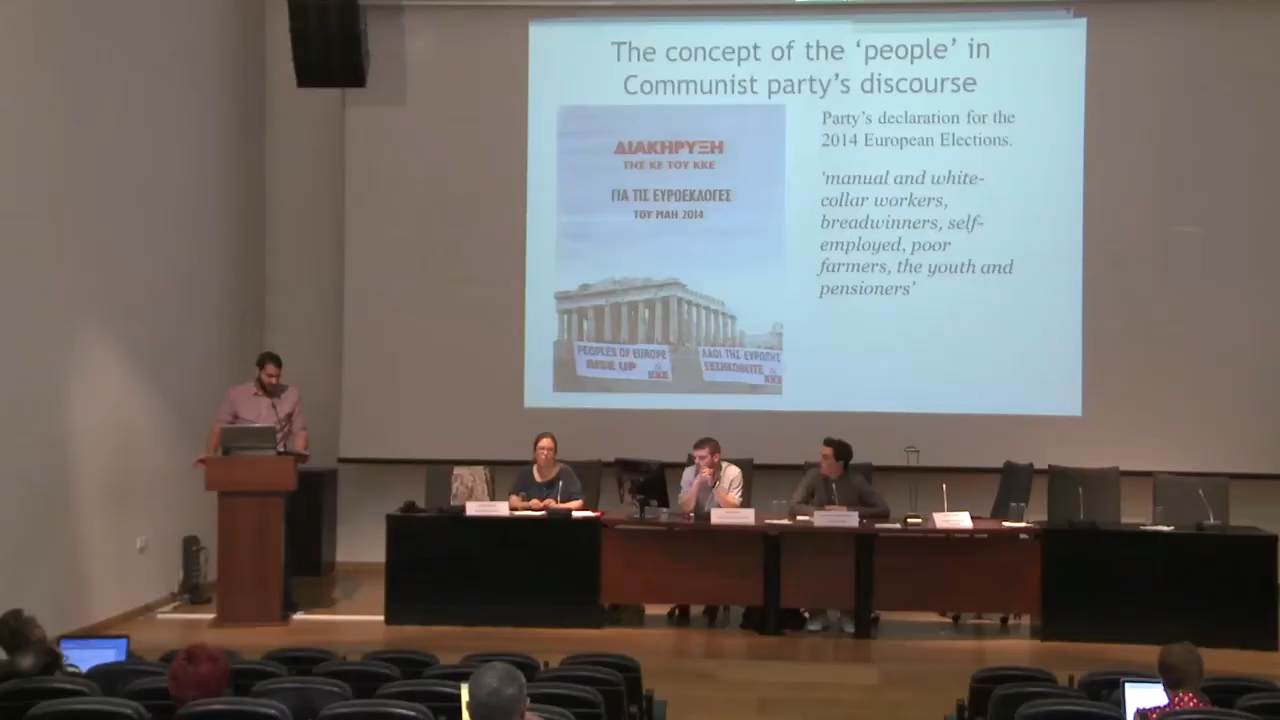 The concept of the ‘people’ in
Communist party’s discourse
ΔΙΑΚΗΡΥΞΗ
ΤΗΣ ΚΕ ΤΟΥ ΚΚΕ
ΓΙΑ ΤΙΣ ΕΥΡΩΕΚΛΟΓΕΣ
ΤΟΥ ΜΑΗ 2014
PEOPLES OF EUROPE
RISE UP
ΚΚΕ
ΛΑΟΙ ΤΗΣ ΕΥΡΩΠΗΣ
ΞΕΣΗΚΩΘΕΙΤΕ
ΚΚΕ
Party’s declaration for the
2014 European Elections.
‘manual and white-
collar workers,
breadwinners, self-
employed, poor
farmers, the youth and
pensioners’